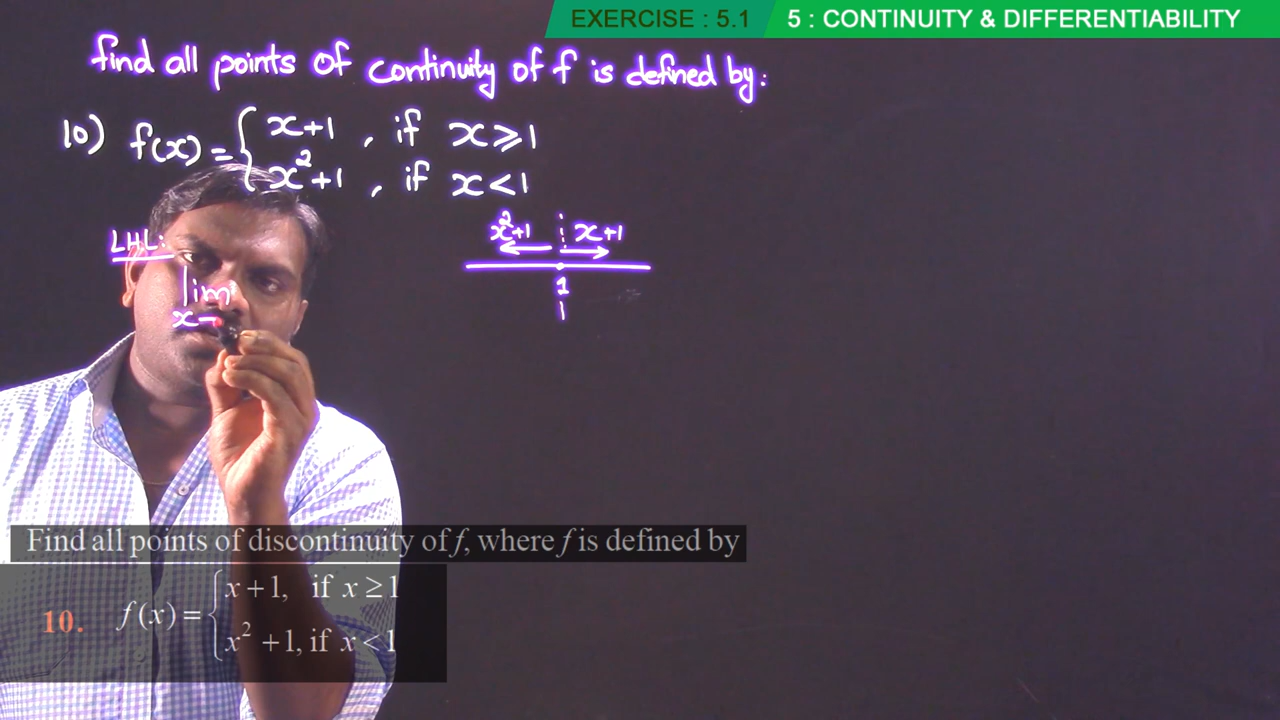 EXERCISE : 5.1 5 : CONTINUITY & DIFFERENTIABILITY
find all points of continuity of f is defined by:
10) f(x) = { x+1 , if x ≥ 1
x²+1 , if x < 1
x²+1 x+1
LHL:
1
lim
x
Find all points of discontinuity of f, where f is defined by
10. f(x) = { x + 1, if x ≥ 1
x² + 1, if x < 1